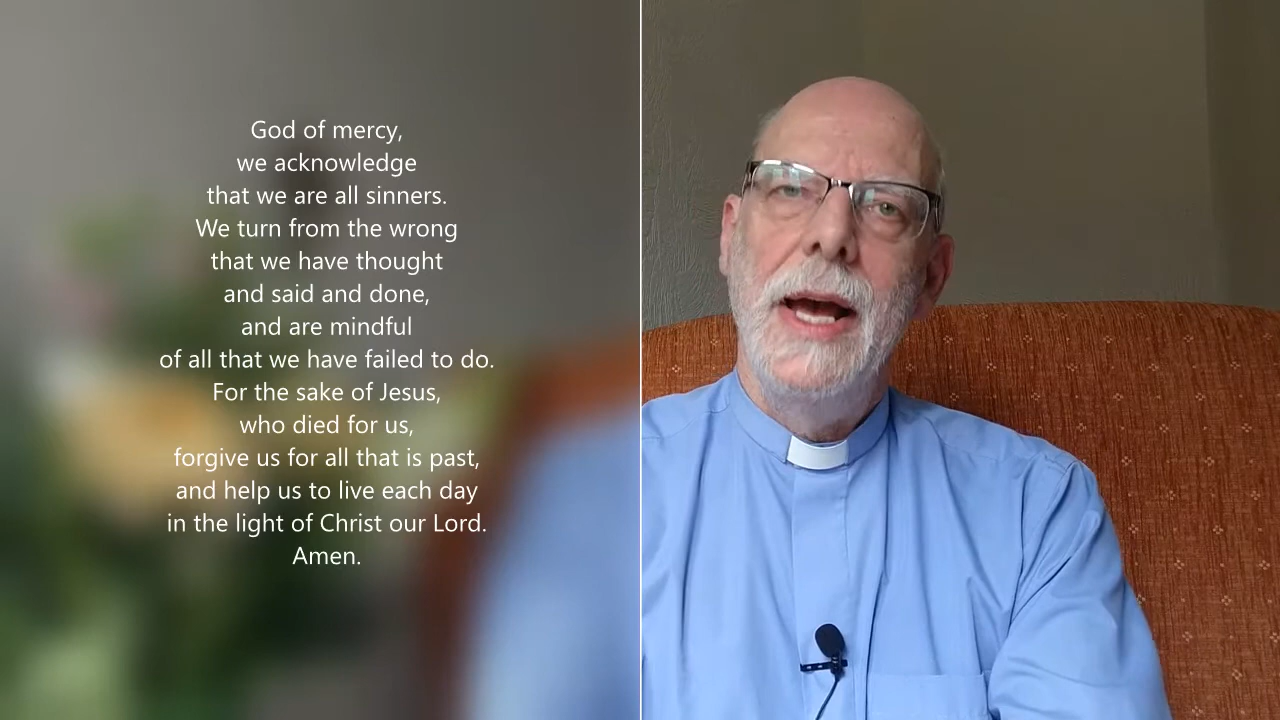 God of mercy,
we acknowledge
that we are all sinners.
We turn from the wrong
that we have thought
and said and done,
and are mindful
of all that we have failed to do.
For the sake of Jesus,
who died for us,
forgive us for all that is past,
and help us to live each day
in the light of Christ our Lord.
Amen.